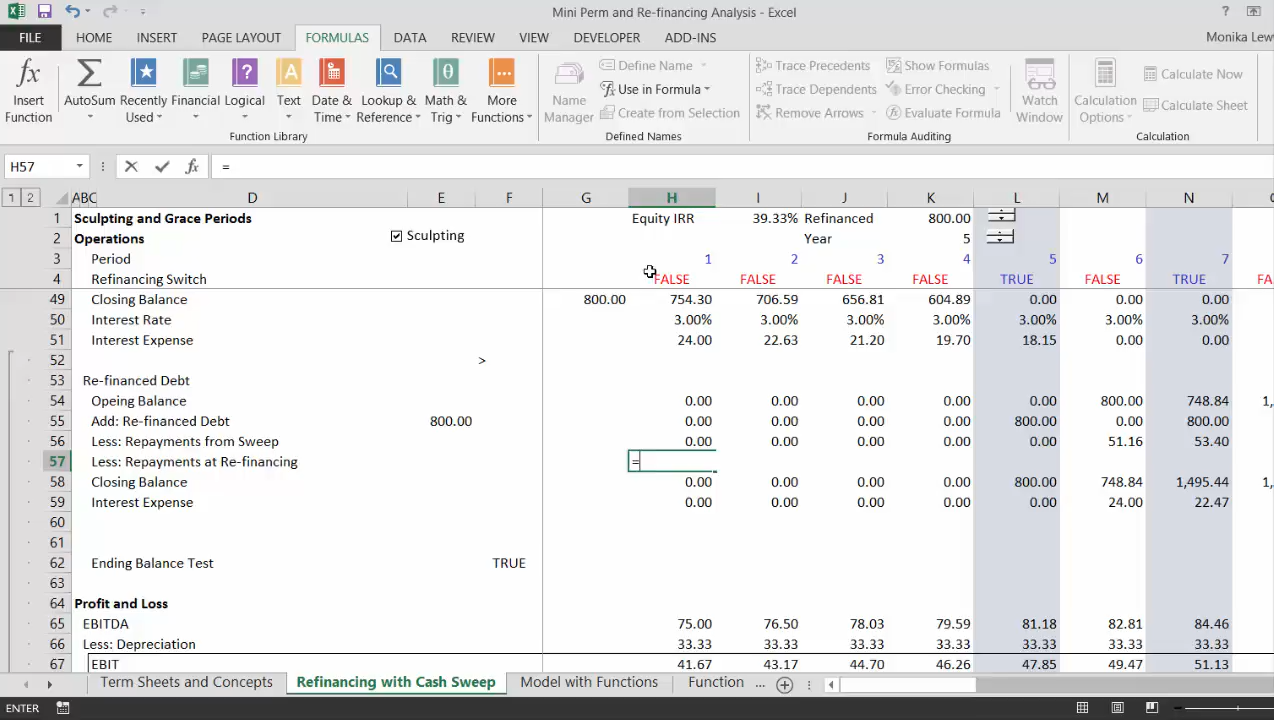 Mini Perm and Re-financing Analysis - Excel
?
FILE HOME INSERT PAGE LAYOUT FORMULAS DATA REVIEW VIEW DEVELOPER ADD-INS Monika Lew
Insert Function
AutoSum
Recently Used
Financial
Logical
Text
Date & Time
Lookup & Reference
Math & Trig
More Functions
Function Library
Name Manager
Define Name
Use in Formula
Create from Selection
Defined Names
Trace Precedents
Trace Dependents
Remove Arrows
Show Formulas
Error Checking
Evaluate Formula
Formula Auditing
Watch Window
Calculation Options
Calculate Now
Calculate Sheet
Calculation
H57 fx =
1 2 A B C D E F G H I J K L M N
1 Sculpting and Grace Periods Equity IRR 39.33% Refinanced 800.00
2 Operations Sculpting Year 5
3 Period 1 2 3 4 5 6 7
4 Refinancing Switch FALSE FALSE FALSE FALSE TRUE FALSE TRUE FA
49 Closing Balance 800.00 754.30 706.59 656.81 604.89 0.00 0.00 0.00
50 Interest Rate 3.00% 3.00% 3.00% 3.00% 3.00% 3.00% 3.00%
51 Interest Expense 24.00 22.63 21.20 19.70 18.15 0.00 0.00
52 >
53 Re-financed Debt
54 Opeing Balance 0.00 0.00 0.00 0.00 0.00 800.00 748.84 1,
55 Add: Re-financed Debt 800.00 0.00 0.00 0.00 0.00 800.00 0.00 800.00
56 Less: Repayments from Sweep 0.00 0.00 0.00 0.00 0.00 51.16 53.40
57 Less: Repayments at Re-financing =
58 Closing Balance 0.00 0.00 0.00 0.00 800.00 748.84 1,495.44 1,
59 Interest Expense 0.00 0.00 0.00 0.00 0.00 24.00 22.47
60
61
62 Ending Balance Test TRUE
63
64 Profit and Loss
65 EBITDA 75.00 76.50 78.03 79.59 81.18 82.81 84.46
66 Less: Depreciation 33.33 33.33 33.33 33.33 33.33 33.33 33.33
67 EBIT 41.67 43.17 44.70 46.26 47.85 49.47 51.13
Term Sheets and Concepts Refinancing with Cash Sweep Model with Functions Function ...
ENTER